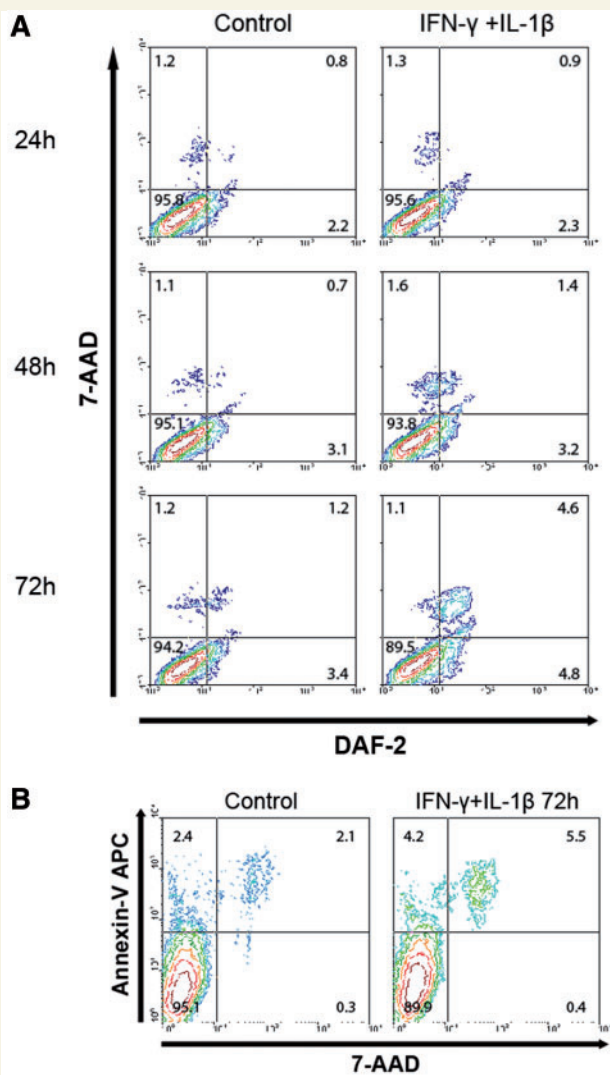 A
Control IFN-γ +IL-1β
24h
1.2 0.8 1.3 0.9
95.8 2.2 95.6 2.3
48h
1.1 0.7 1.6 1.4
95.1 3.1 93.8 3.2
72h
1.2 1.2 1.1 4.6
94.2 3.4 89.5 4.8
7-AAD
DAF-2
B
Control IFN-γ+IL-1β 72h
2.4 2.1 4.2 5.5
95.1 0.3 89.9 0.4
Annexin-V APC
7-AAD